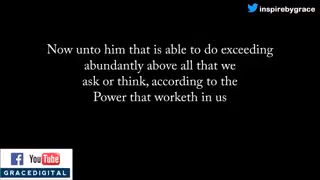 inspirebygrace
Now unto him that is able to do exceeding
abundantly above all that we
ask or think, according to the
Power that worketh in us
f YouTube
GRACEDIGITAL